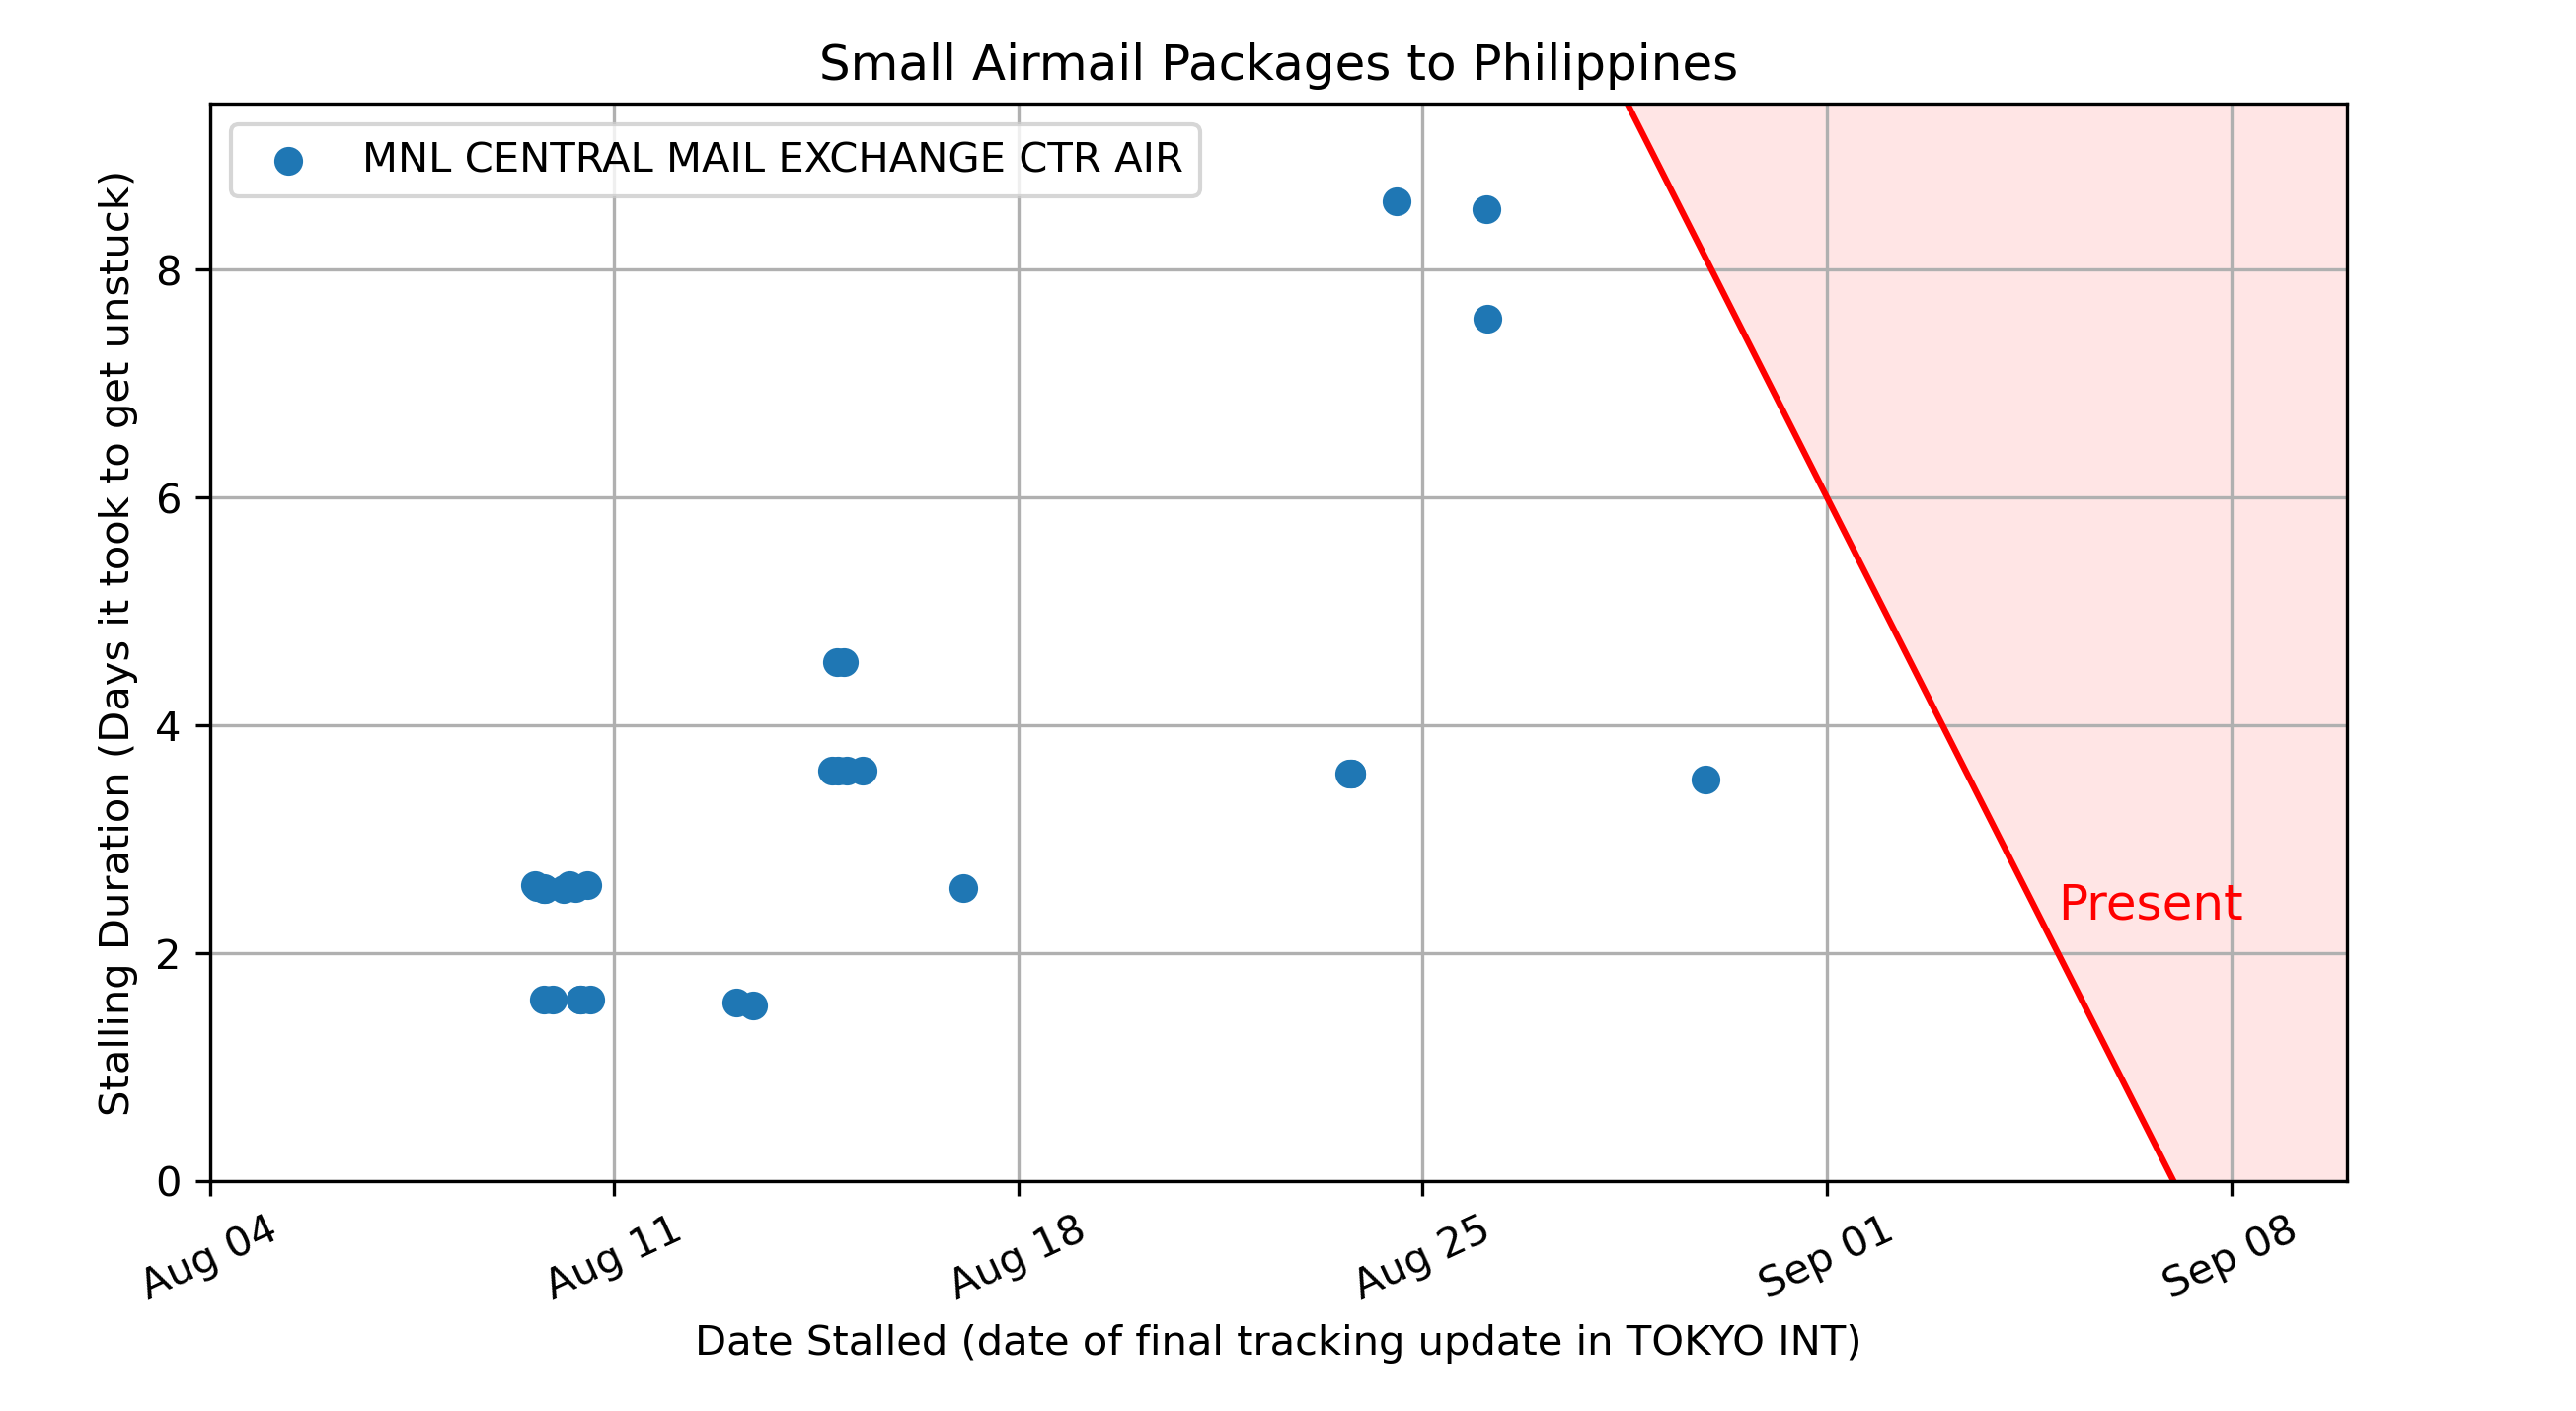 Small Airmail Packages to Philippines
MNL CENTRAL MAIL EXCHANGE CTR AIR
Stalling Duration (Days it took to get unstuck)
8
6
4
2
0
Present
Aug 04
Aug 11
Aug 18
Aug 25
Sep 01
Sep 08
Date Stalled (date of final tracking update in TOKYO INT)